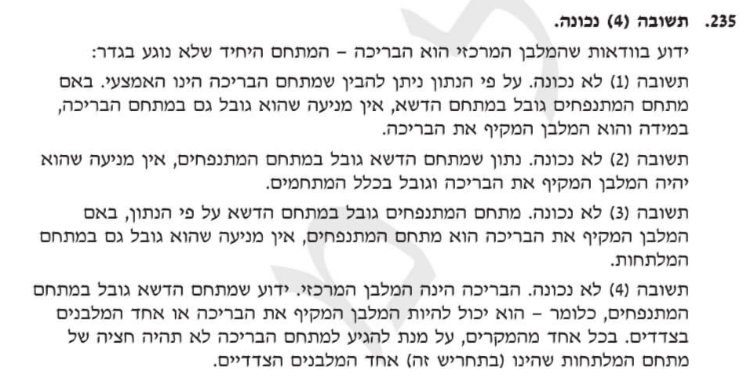 235. תשובה (4) נכונה.
ידוע בוודאות שהמלבן המרכזי הוא הבריכה – המתחם היחיד שלא נוגע בגדר:
תשובה (1) לא נכונה. על פי הנתון ניתן להבין שמתחם הבריכה הינו האמצעי. באם
מתחם המתנפחים גובל במתחם הדשא, אין מניעה שהוא גובל גם במתחם הבריכה,
במידה והוא המלבן המקיף את הבריכה.
תשובה (2) לא נכונה. נתון שמתחם הדשא גובל במתחם המתנפחים, אין מניעה שהוא
יהיה המלבן המקיף את הבריכה וגובל בכלל המתחמים.
תשובה (3) לא נכונה. מתחם המתנפחים גובל במתחם הדשא על פי הנתון, באם
המלבן המקיף את הבריכה הוא מתחם המתנפחים, אין מניעה שהוא גובל גם במתחם
המלתחות.
תשובה (4) לא נכונה. הבריכה הינה המלבן המרכזי. ידוע שמתחם הדשא גובל במתחם
המתנפחים, כלומר – הוא יכול להיות המלבן המקיף את הבריכה או אחד המלבנים
בצדדים. בכל אחד מהמקרים, על מנת להגיע למתחם הבריכה לא תהיה חציה של
מתחם המלתחות שהינו (בתחריש זה) אחד המלבנים הצדדיים.